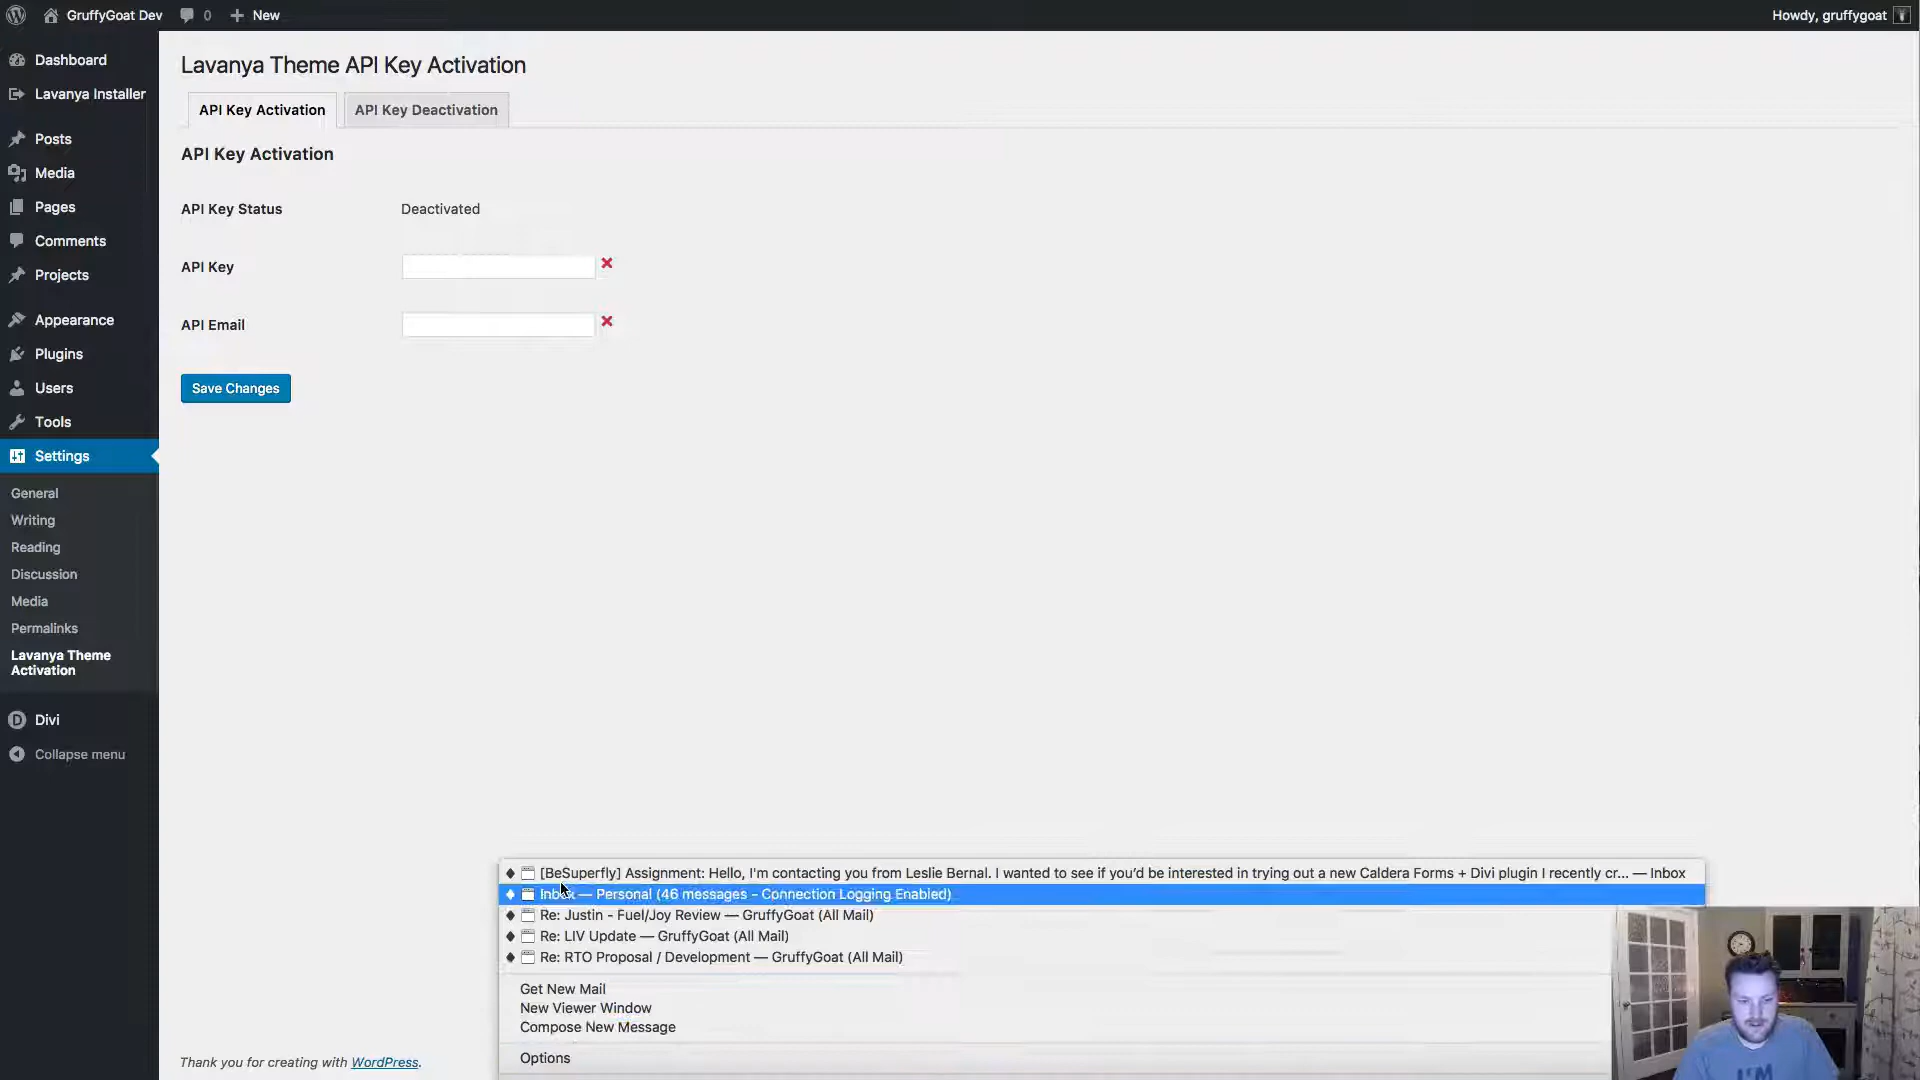 GruffyGoat Dev 0 New Howdy, gruffygoat
Dashboard
Lavanya Installer
Posts
Media
Pages
Comments
Projects
Appearance
Plugins
Users
Tools
Settings
General
Writing
Reading
Discussion
Media
Permalinks
Lavanya Theme
Activation
Divi
Collapse menu
Lavanya Theme API Key Activation
API Key Activation API Key Deactivation
API Key Activation
API Key Status Deactivated
API Key
API Email
Save Changes
[BeSuperfly] Assignment: Hello, I'm contacting you from Leslie Bernal. I wanted to see if you'd be interested in trying out a new Caldera Forms + Divi plugin I recently cr... — Inbox
Inbox — Personal (46 messages – Connection Logging Enabled)
Re: Justin - Fuel/Joy Review — GruffyGoat (All Mail)
Re: LIV Update — GruffyGoat (All Mail)
Re: RTO Proposal / Development — GruffyGoat (All Mail)
Get New Mail
New Viewer Window
Compose New Message
Options
Thank you for creating with WordPress.
I'M